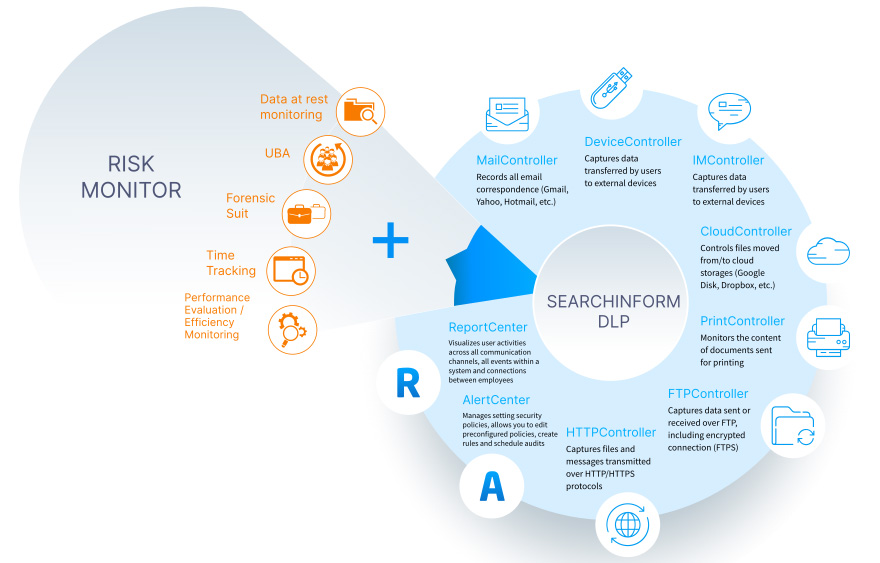 RISK
MONITOR
Data at rest
monitoring
UBA
Forensic
Suit
Time
Tracking
Performance
Evaluation /
Efficiency
Monitoring
+
MailController
Records all email
correspondence (Gmail,
Yahoo, Hotmail, etc.)
DeviceController
Captures data
transferred by users
to external devices
IMController
Captures data
transferred by users
to external devices
CloudController
Controls files moved
from/to cloud
storages (Google
Disk, Dropbox, etc.)
PrintController
Monitors the content
of documents sent
for printing
FTPController
Captures data sent or
received over FTP,
including encrypted
connection (FTPS)
HTTPController
Captures files and
messages transmitted
over HTTP/HTTPS
protocols
AlertCenter
Manages setting security
policies, allows you to edit
preconfigured policies, create
rules and schedule audits
A
ReportCenter
Visualizes user activities
across all communication
channels, all events within a
system and connections
between employees
R
SEARCHINFORM
DLP